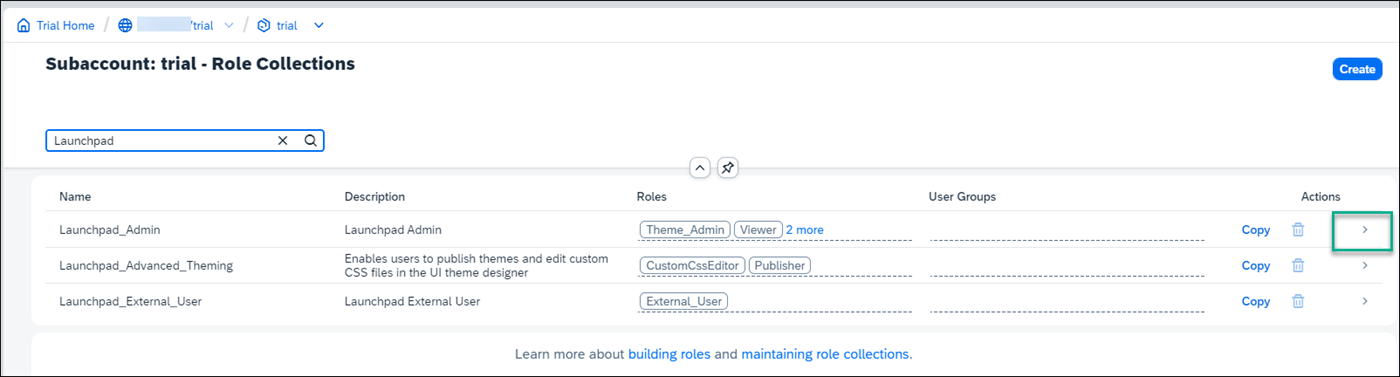 Trial Home / /trial / trial
Subaccount: trial - Role Collections
Create
Launchpad
Name Description Roles User Groups Actions
Launchpad_Admin Launchpad Admin Theme_Admin Viewer 2 more Copy
Launchpad_Advanced_Theming Enables users to publish themes and edit custom CustomCssEditor Publisher Copy
CSS files in the UI theme designer
Launchpad_External_User Launchpad External User External_User Copy
Learn more about building roles and maintaining role collections.